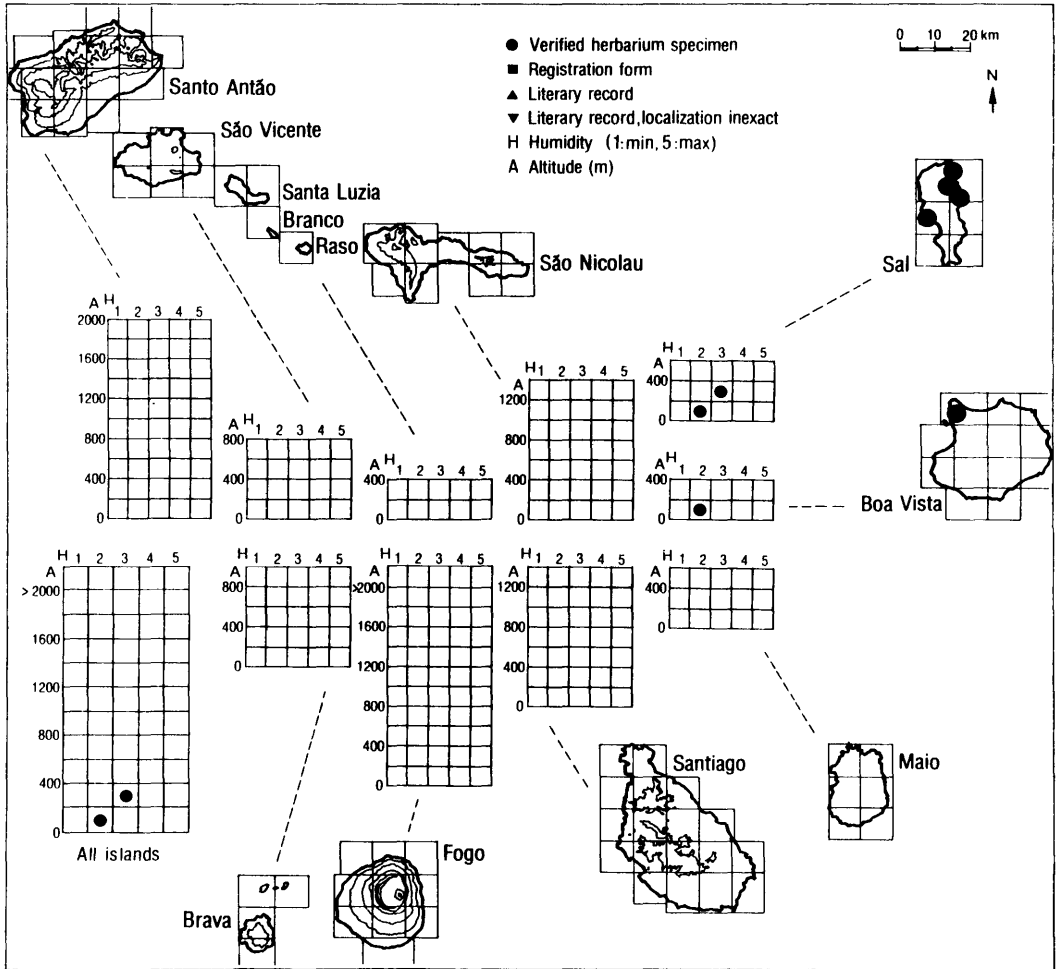 0 10 20 km
● Verified herbarium specimen
■ Registration form
▲ Literary record
▼ Literary record, localization inexact
H Humidity (1:min, 5:max)
A Altitude (m)
N
Santo Antão
São Vicente
Santa Luzia
Branco
Raso
São Nicolau
Sal
Boa Vista
A H 1 2 3 4 5
2000
1600
1200
800
400
0
H 1 2 3 4 5
A
800
400
0
H 1 2 3 4 5
A
400
0
H 1 2 3 4 5
A
1200
800
400
0
H 1 2 3 4 5
A
400
0
H 1 2 3 4 5
A
400
0
H 1 2 3 4 5
A
>2000
1600
1200
800
400
0
All islands
H 1 2 3 4 5
A
800
400
0
H 1 2 3 4 5
A
>2000
1600
1200
800
400
0
H 1 2 3 4 5
A
1200
800
400
0
H 1 2 3 4 5
A
400
0
Santiago
Maio
Fogo
Brava